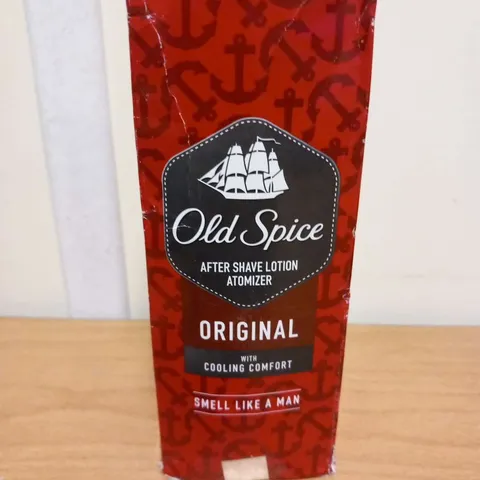 Old Spice
AFTER SHAVE LOTION
ATOMIZER
ORIGINAL
WITH
COOLING COMFORT
SMELL LIKE A MAN